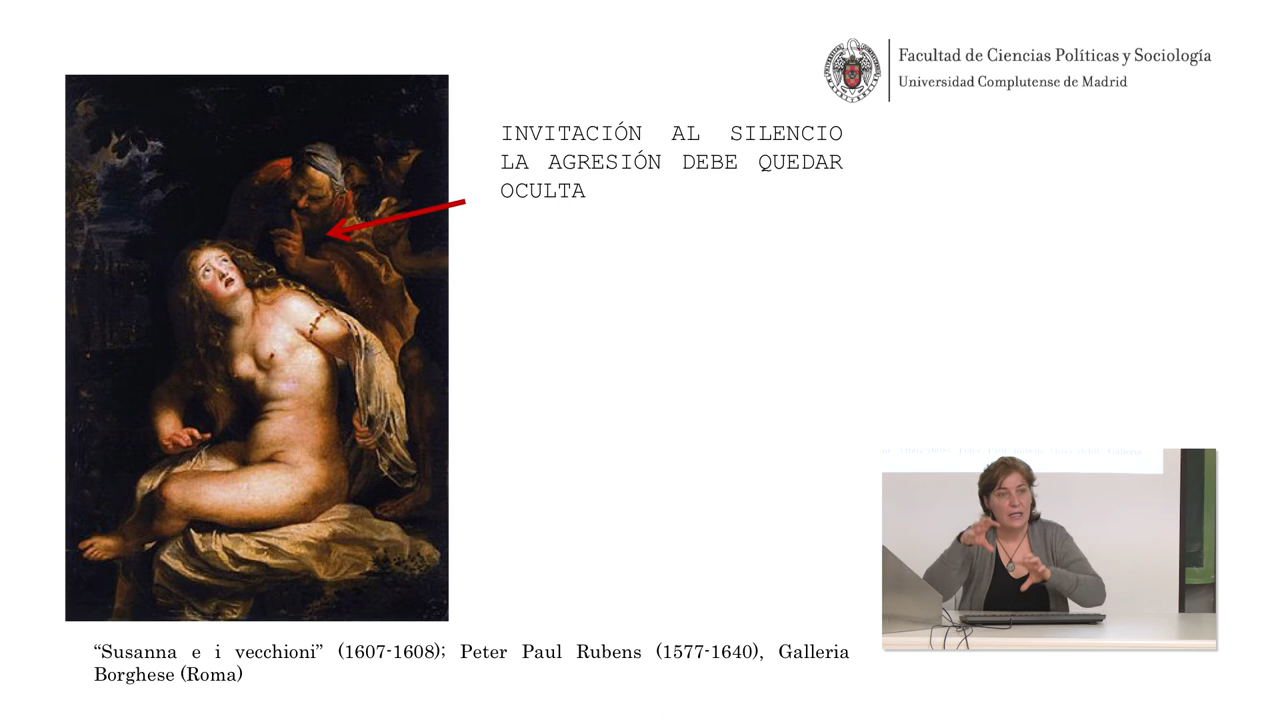 Facultad de Ciencias Políticas y Sociología
Universidad Complutense de Madrid
INVITACIÓN AL SILENCIO
LA AGRESIÓN DEBE QUEDAR
OCULTA
“Susanna e i vecchioni” (1607-1608); Peter Paul Rubens (1577-1640), Galleria
Borghese (Roma)